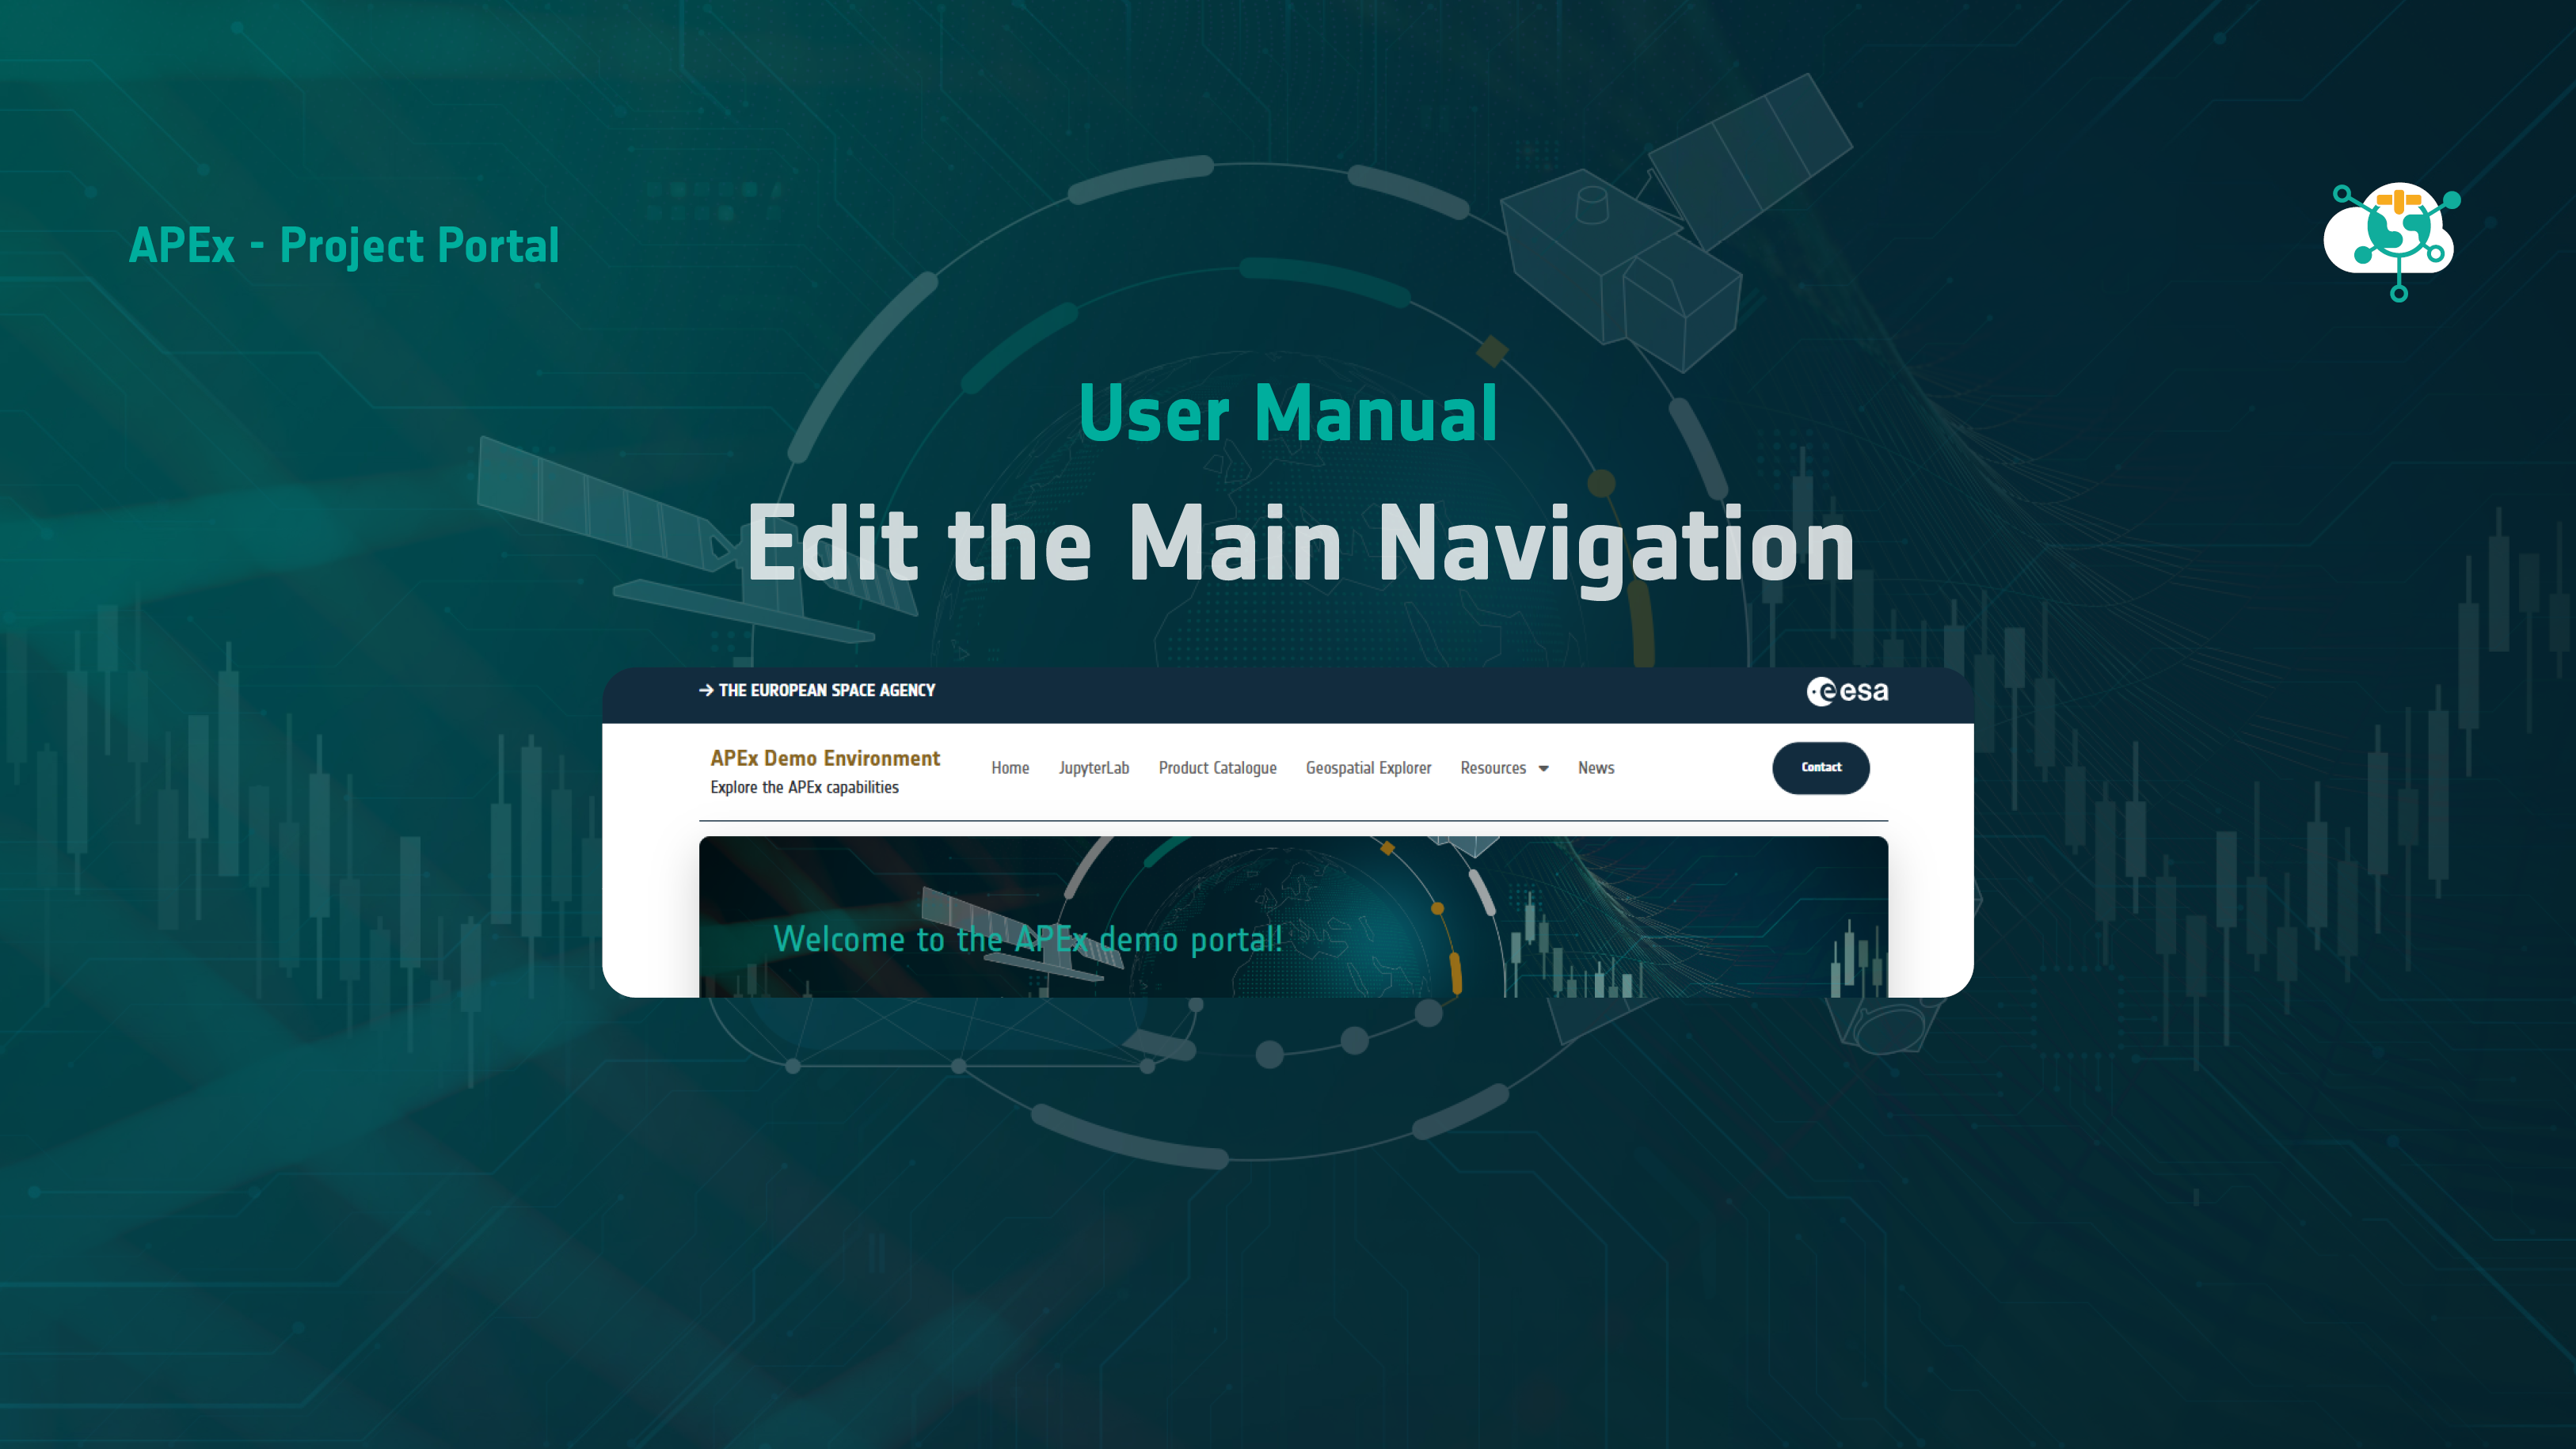 APEx - Project Portal
User Manual
Edit the Main Navigation
→ THE EUROPEAN SPACE AGENCY
esa
APEx Demo Environment
Explore the APEx capabilities
Home JupyterLab Product Catalogue Geospatial Explorer Resources News
Contact
Welcome to the APEx demo portal!